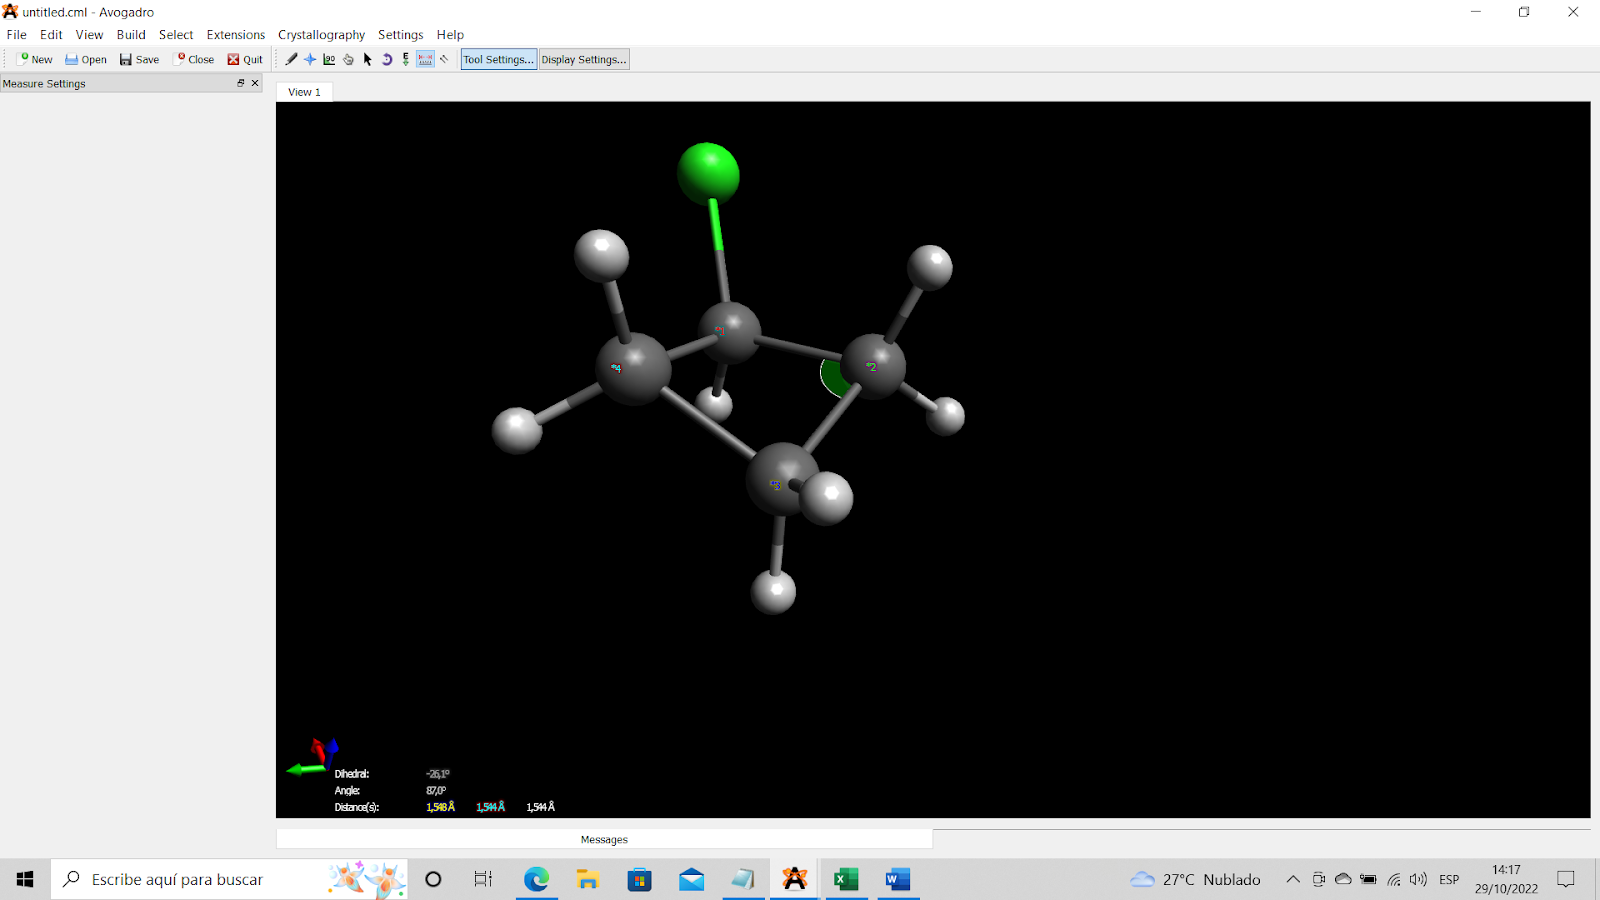 untitled.cml - Avogadro
File Edit View Build Select Extensions Crystallography Settings Help
New Open Save Close Quit Tool Settings... Display Settings...
Measure Settings
View 1
*1
*2
*4
*3
Dihedral: -26,1°
Angle: 87,0°
Distance(s): 1,548 Å 1,544 Å 1,544 Å
Messages
Escribe aquí para buscar
27°C Nublado
ESP
14:17
29/10/2022